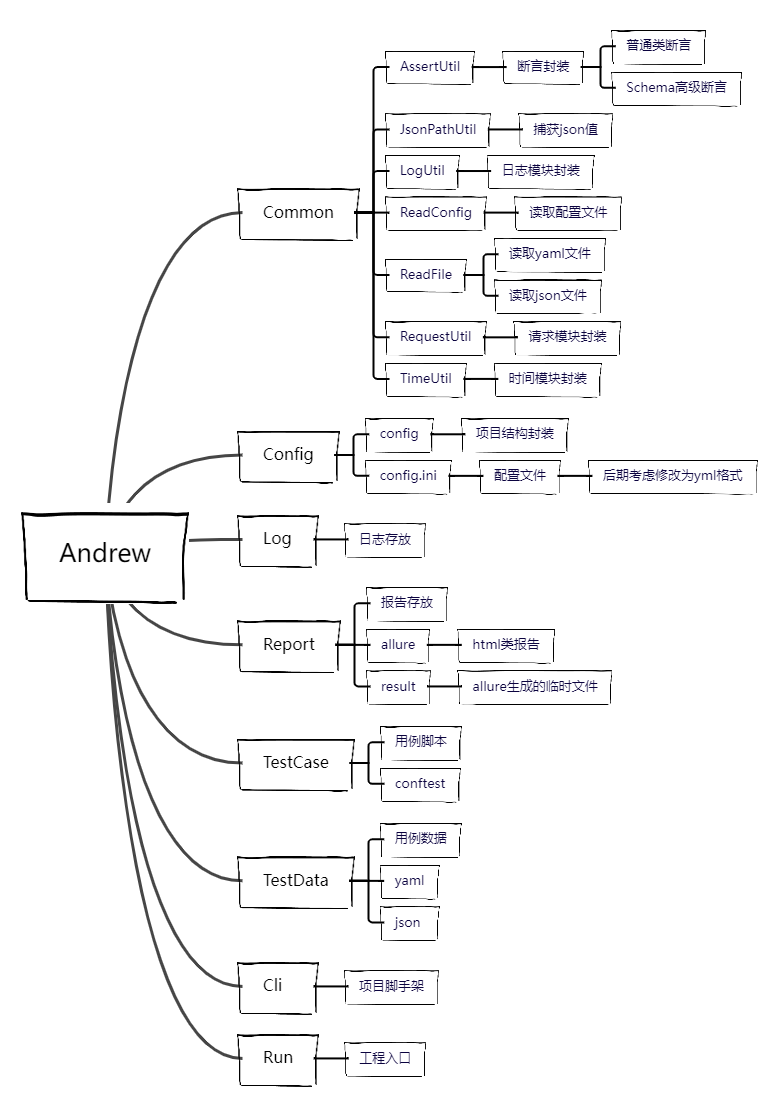 Andrew
Common
AssertUtil
断言封装
普通类断言
Schema高级断言
JsonPathUtil
捕获json值
LogUtil
日志模块封装
ReadConfig
读取配置文件
ReadFile
读取yaml文件
读取json文件
RequestUtil
请求模块封装
TimeUtil
时间模块封装
Config
config
项目结构封装
config.ini
配置文件
后期考虑修改为yml格式
Log
日志存放
Report
报告存放
allure
html类报告
result
allure生成的临时文件
TestCase
用例脚本
conftest
TestData
用例数据
yaml
json
Cli
项目脚手架
Run
工程入口